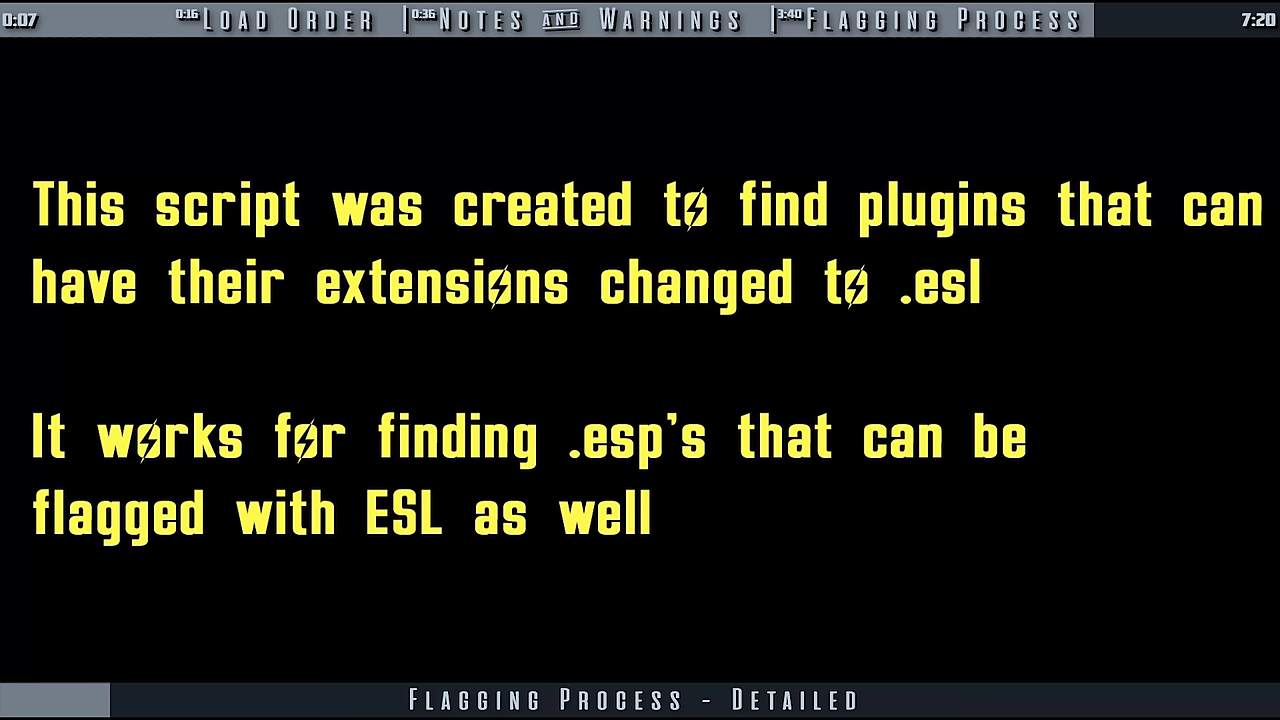 0:07 0:16 LOAD ORDER | 0:36 NOTES AND WARNINGS | 3:40 FLAGGING PROCESS 7:20
This script was created to find plugins that can
have their extensions changed to .esl
It works for finding .esp's that can be
flagged with ESL as well
FLAGGING PROCESS - DETAILED